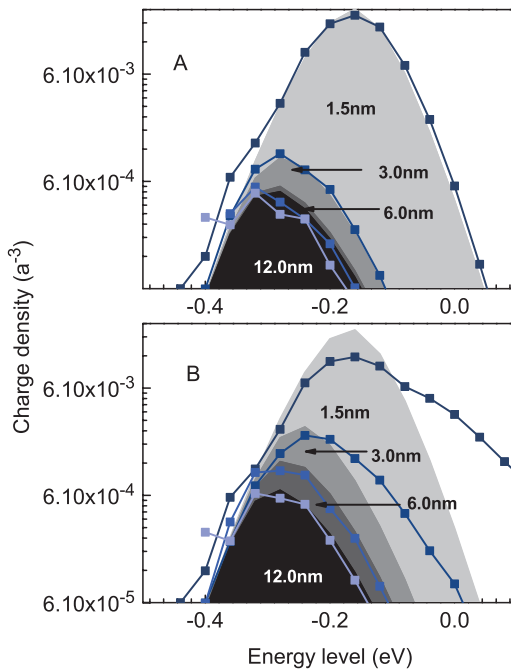 A
6.10x10⁻³
1.5nm
3.0nm
6.10x10⁻⁴
6.0nm
12.0nm
-0.4
-0.2
0.0
Charge density (a⁻³)
B
6.10x10⁻³
1.5nm
3.0nm
6.10x10⁻⁴
6.0nm
12.0nm
6.10x10⁻⁵
-0.4
-0.2
0.0
Energy level (eV)